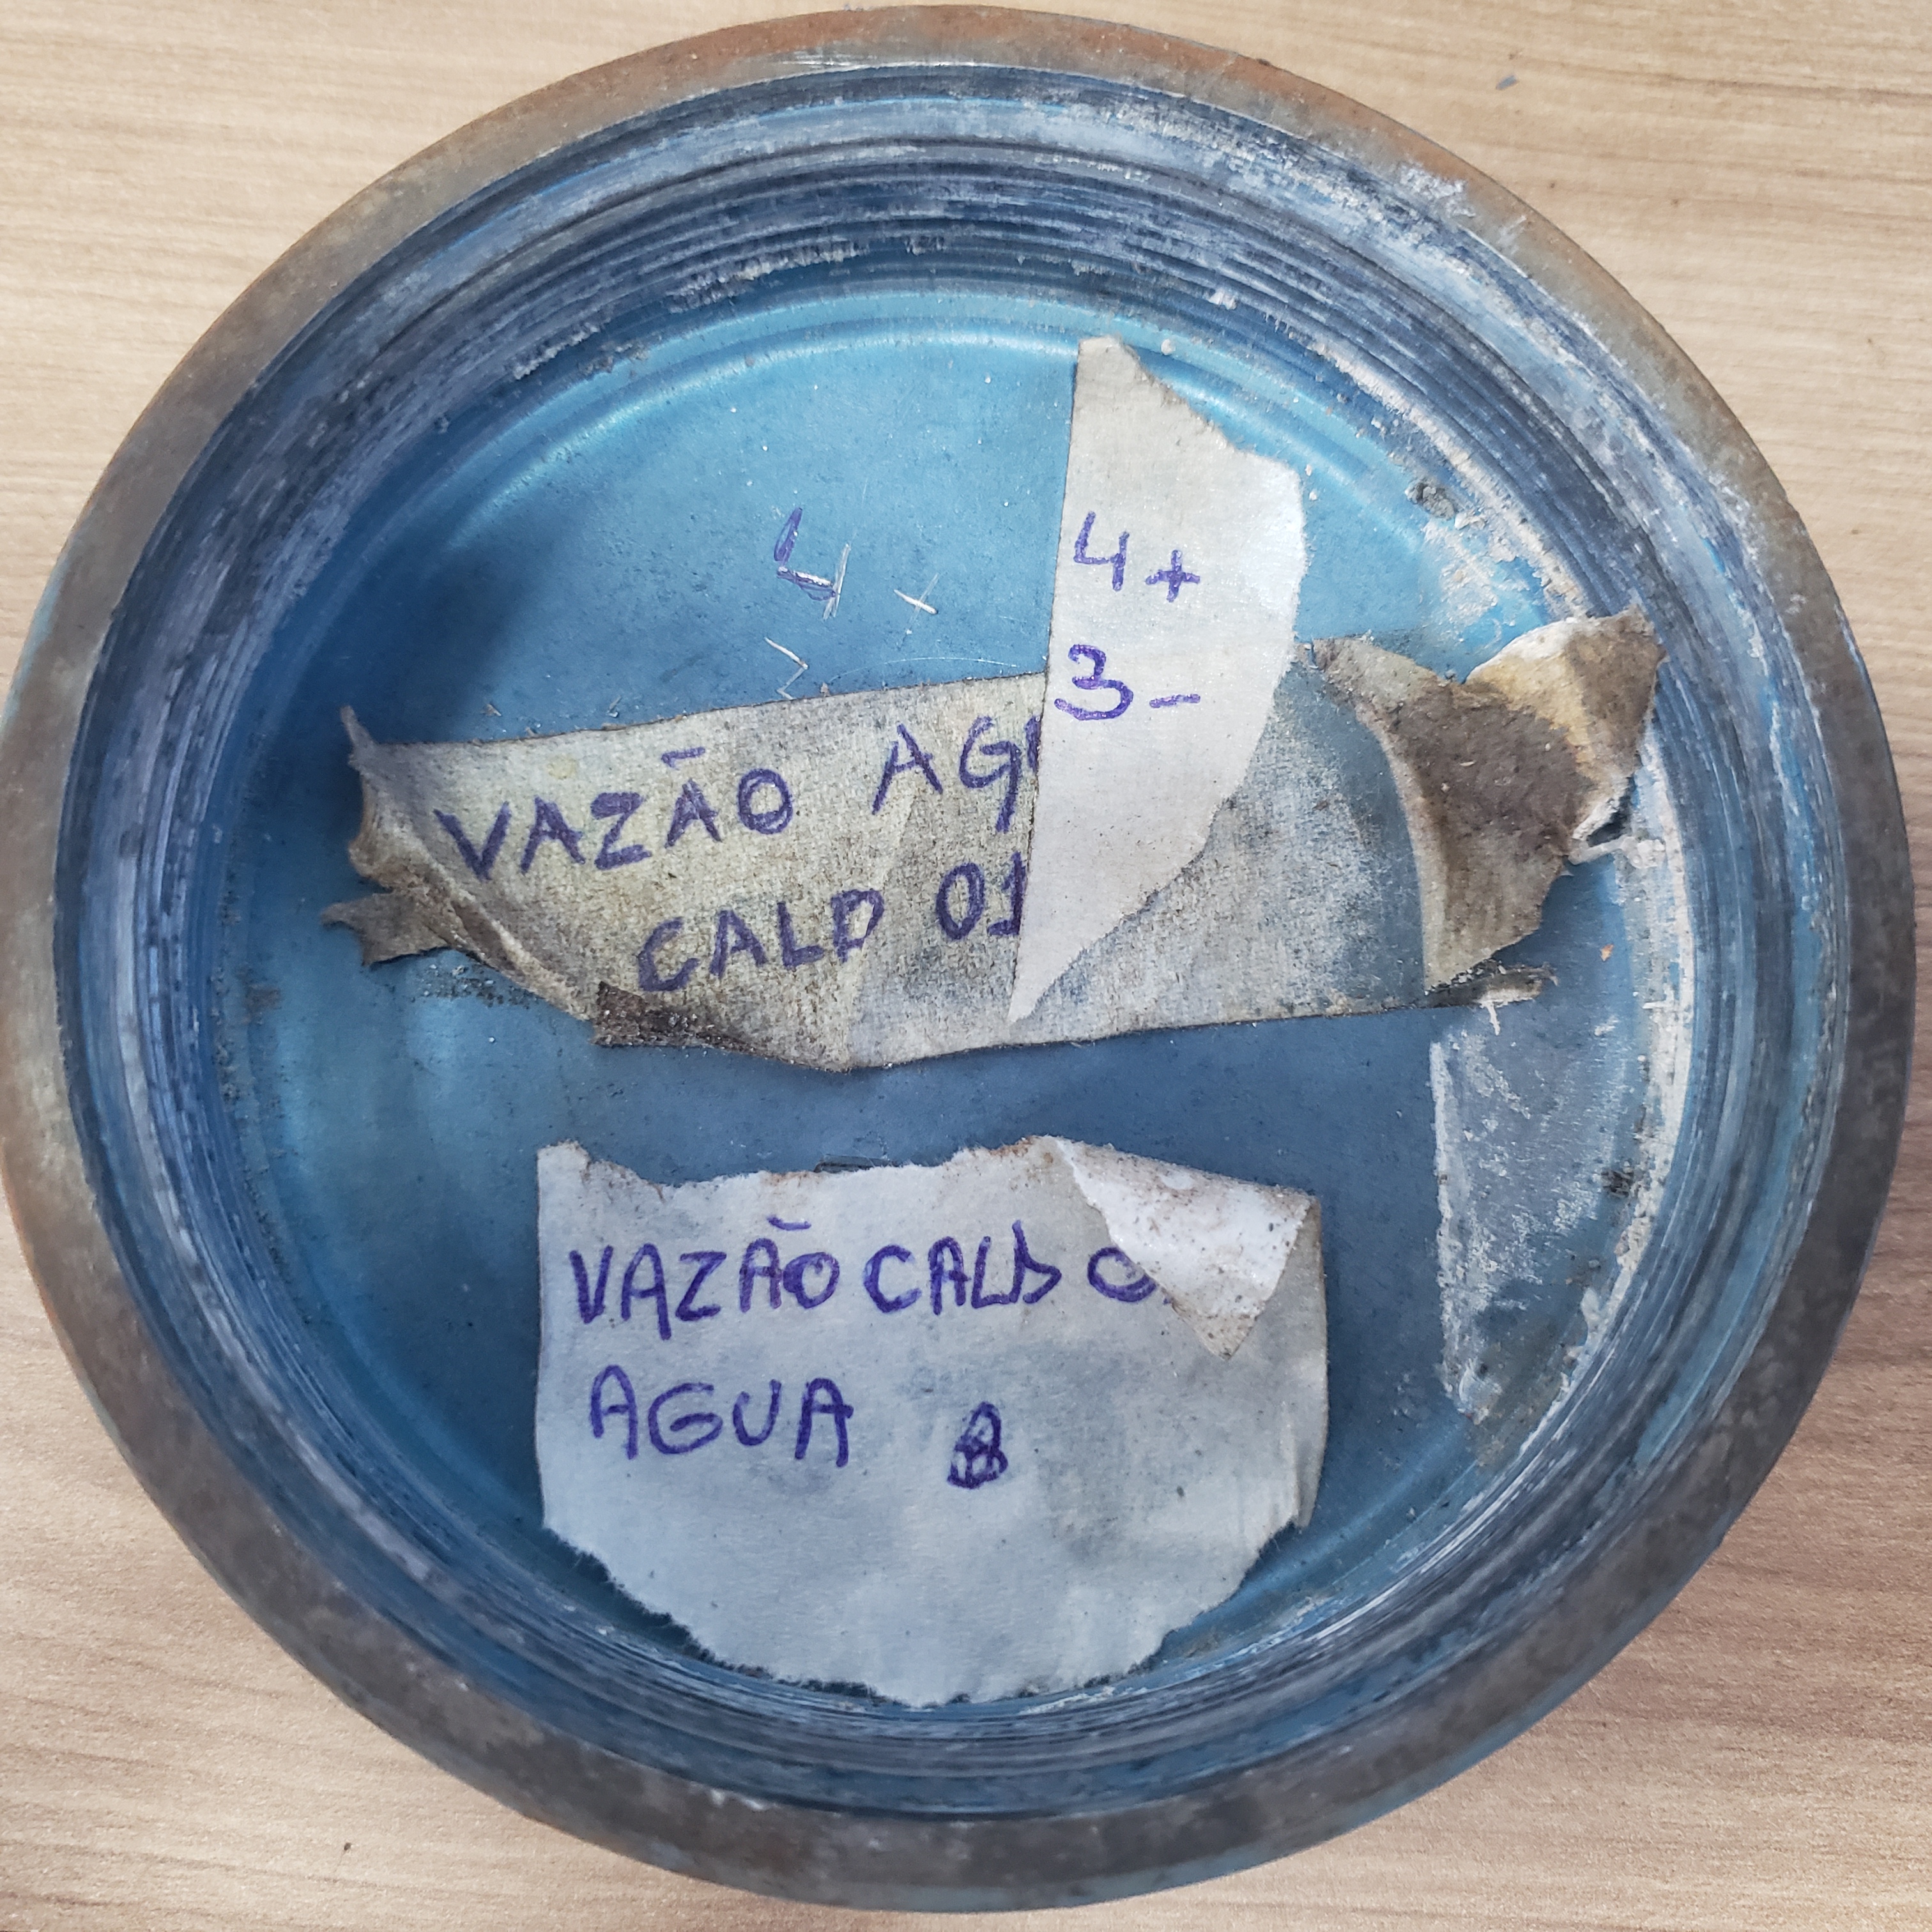 4 +
4+
3-
VAZÃO AG
CALD 01
VAZÃO CALD
AGUA